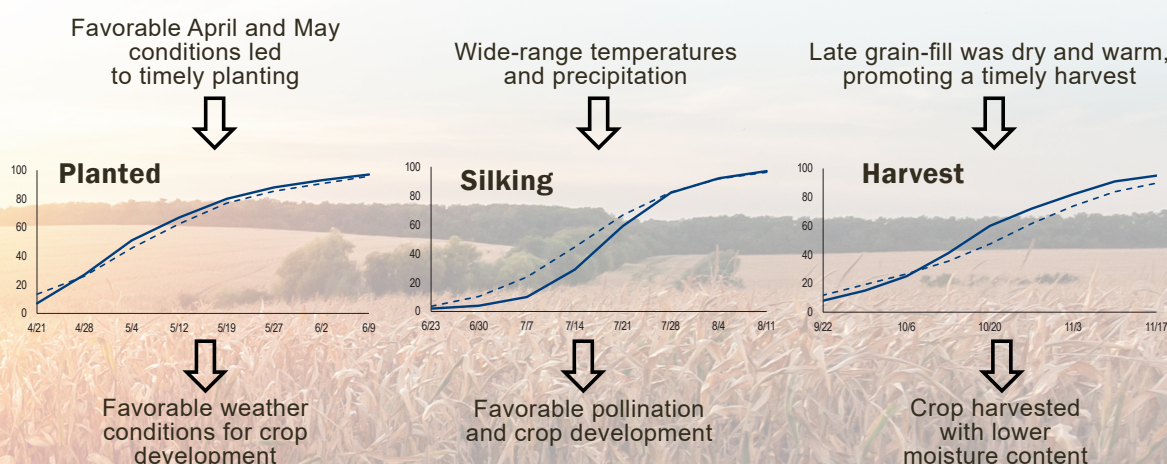 Favorable April and May
conditions led
to timely planting
Wide-range temperatures
and precipitation
Late grain-fill was dry and warm,
promoting a timely harvest
Planted
100
80
60
40
20
0
4/21 4/28 5/4 5/12 5/19 5/27 6/2 6/9
Silking
100
80
60
40
20
0
6/23 6/30 7/7 7/14 7/21 7/28 8/4 8/11
Harvest
100
80
60
40
20
0
9/22 10/6 10/20 11/3 11/17
Favorable weather
conditions for crop
development
Favorable pollination
and crop development
Crop harvested
with lower
moisture content